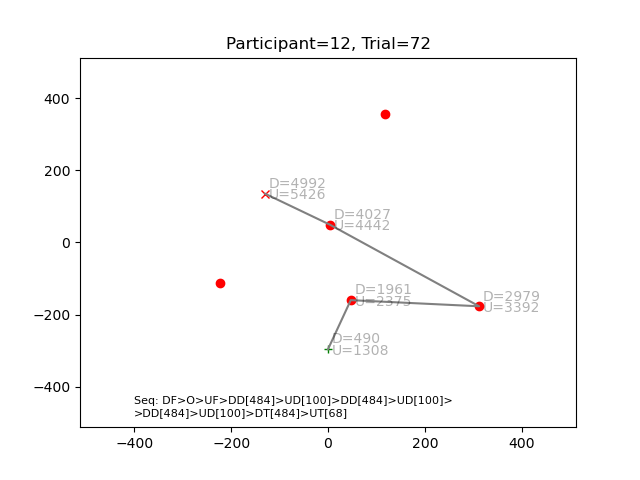 Participant=12, Trial=72
400
200
0
−200
−400
D=4992
U=5426
D=4027
U=4442
D=1961
U=2375
D=2979
U=3392
D=490
U=1308
Seq: DF>O>UF>DD[484]>UD[100]>DD[484]>UD[100]>
>DD[484]>UD[100]>DT[484]>UT[68]
−400
−200
0
200
400